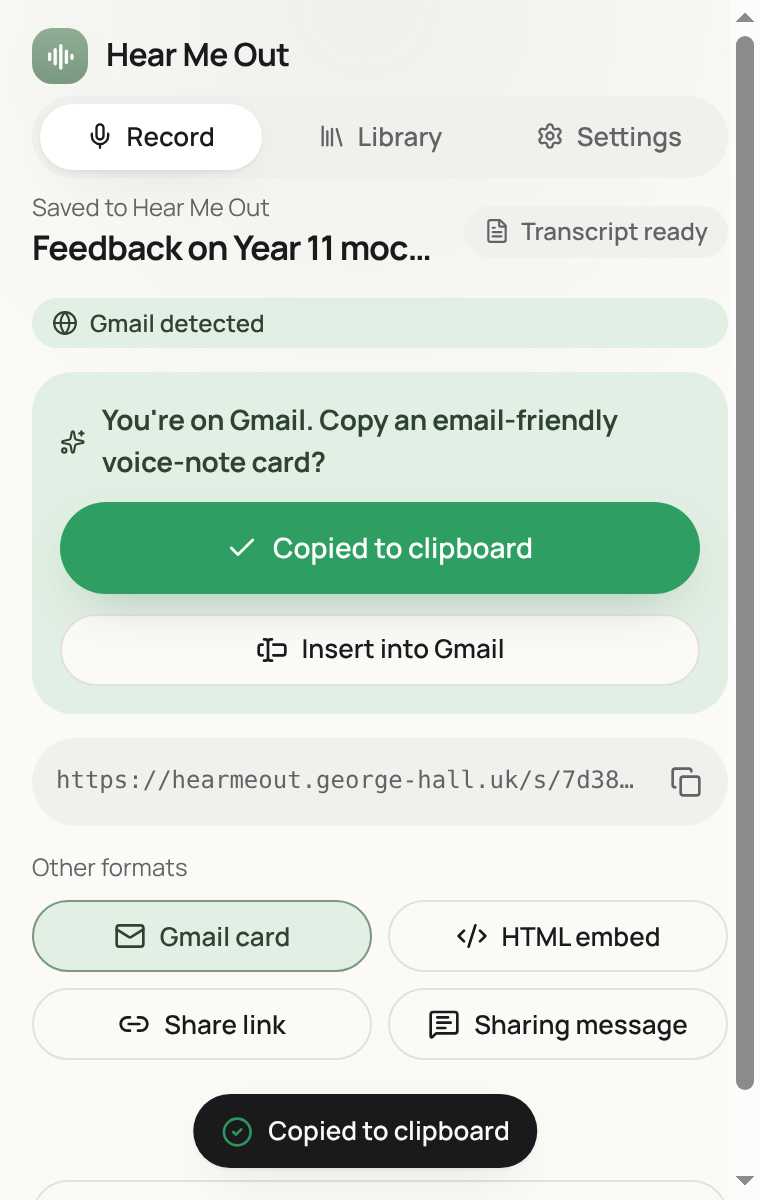 Hear Me Out
Record
Library
Settings
Saved to Hear Me Out
Feedback on Year 11 moc...
Transcript ready
Gmail detected
You're on Gmail. Copy an email-friendly
voice-note card?
Copied to clipboard
Insert into Gmail
https://hearmeout.george-hall.uk/s/7d38…
Other formats
Gmail card
HTML embed
Share link
Sharing message
Copied to clipboard